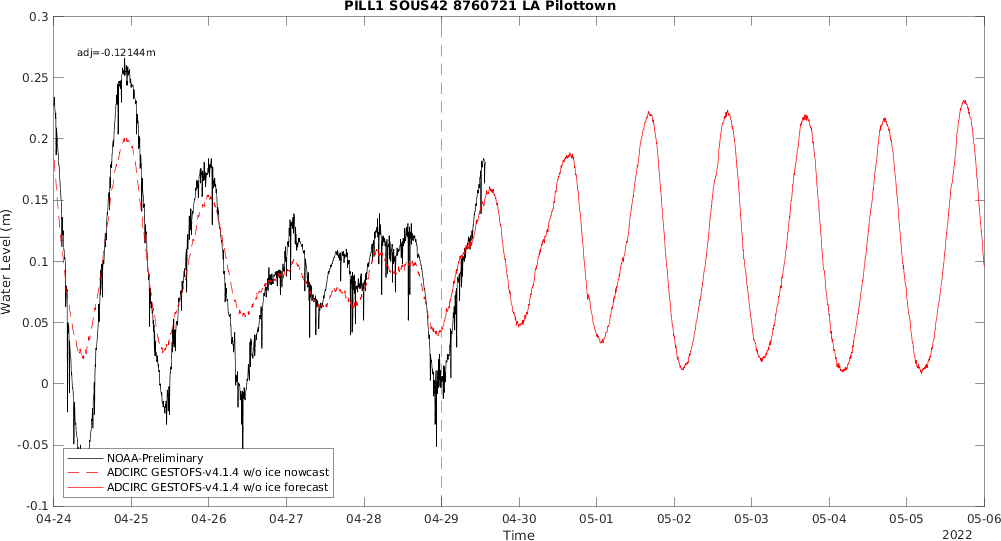 PILL1 SOUS42 8760721 LA Pilottown
adj=-0.12144m
0.3
0.25
0.2
0.15
0.1
0.05
0
-0.05
-0.1
Water Level (m)
NOAA-Preliminary
ADCIRC GESTOFS-v4.1.4 w/o ice nowcast
ADCIRC GESTOFS-v4.1.4 w/o ice forecast
04-24 04-25 04-26 04-27 04-28 04-29 04-30 05-01 05-02 05-03 05-04 05-05 05-06
Time
2022